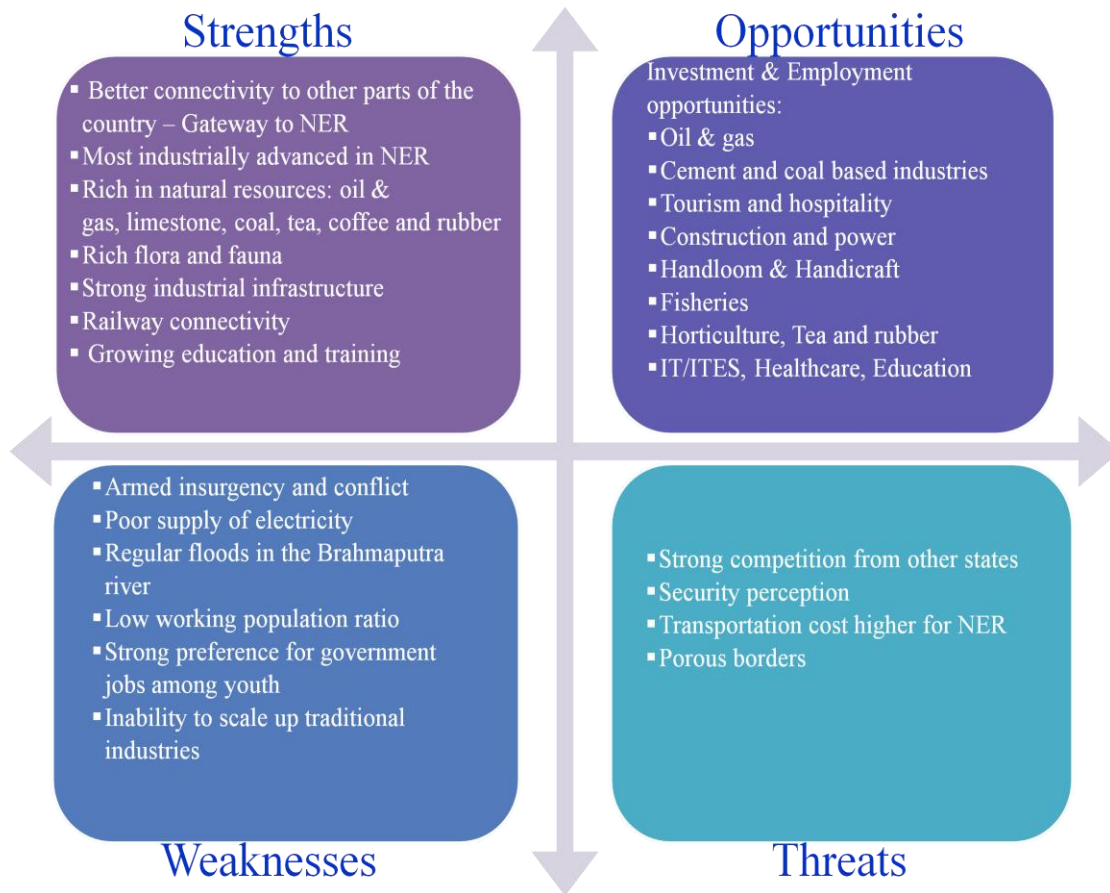 Strengths
▪ Better connectivity to other parts of the
country – Gateway to NER
▪Most industrially advanced in NER
▪Rich in natural resources: oil &
gas, limestone, coal, tea, coffee and rubber
▪Rich flora and fauna
▪Strong industrial infrastructure
▪Railway connectivity
▪ Growing education and training
Opportunities
Investment & Employment
opportunities:
▪Oil & gas
▪Cement and coal based industries
▪Tourism and hospitality
▪Construction and power
▪Handloom & Handicraft
▪Fisheries
▪Horticulture, Tea and rubber
▪IT/ITES, Healthcare, Education
▪Armed insurgency and conflict
▪Poor supply of electricity
▪Regular floods in the Brahmaputra
river
▪Low working population ratio
▪Strong preference for government
jobs among youth
▪Inability to scale up traditional
industries
Weaknesses
▪Strong competition from other states
▪Security perception
▪Transportation cost higher for NER
▪Porous borders
Threats